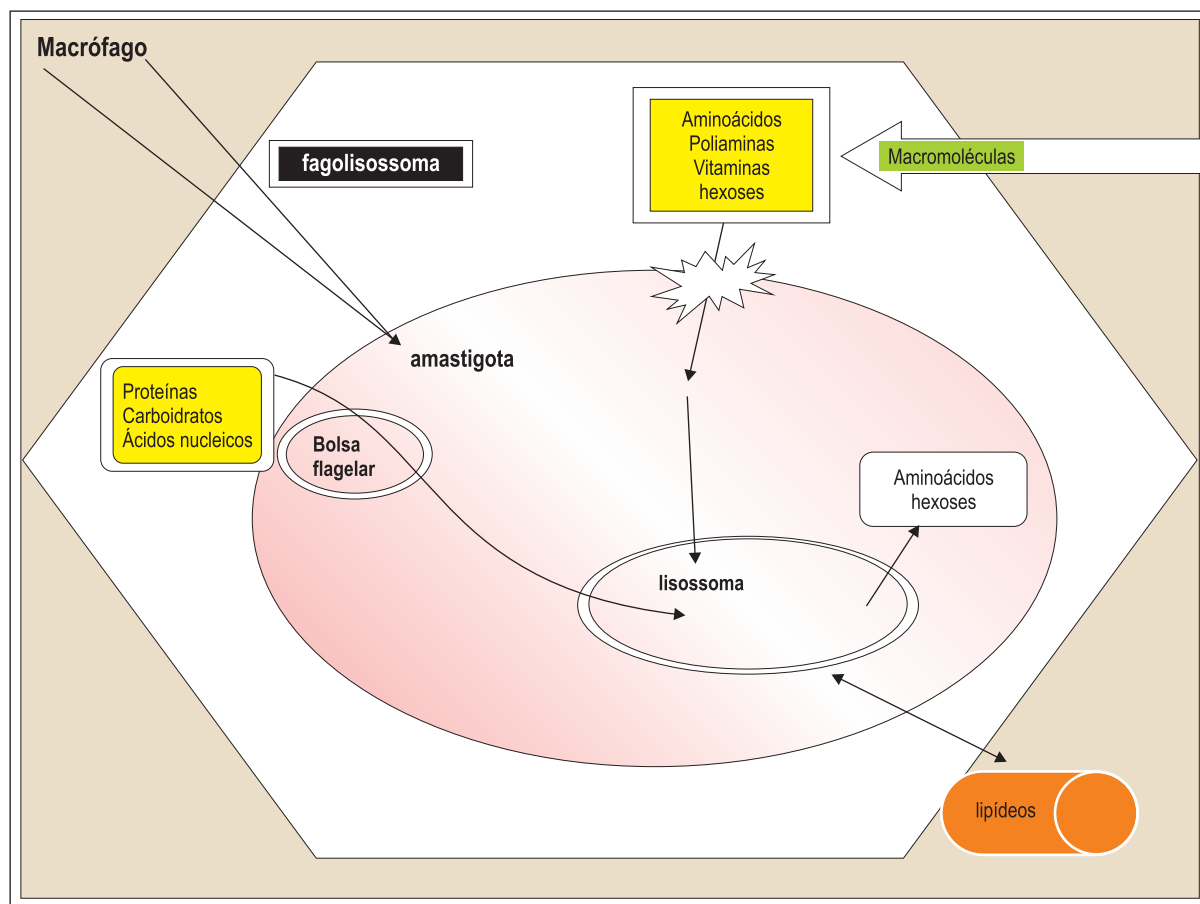 Macrófago
fagolisossoma
Aminoácidos
Poliaminas
Vitaminas
hexoses
Macromoléculas
amastigota
Proteínas
Carboidratos
Ácidos nucleicos
Bolsa
flagelar
Aminoácidos
hexoses
lisossoma
lipídeos